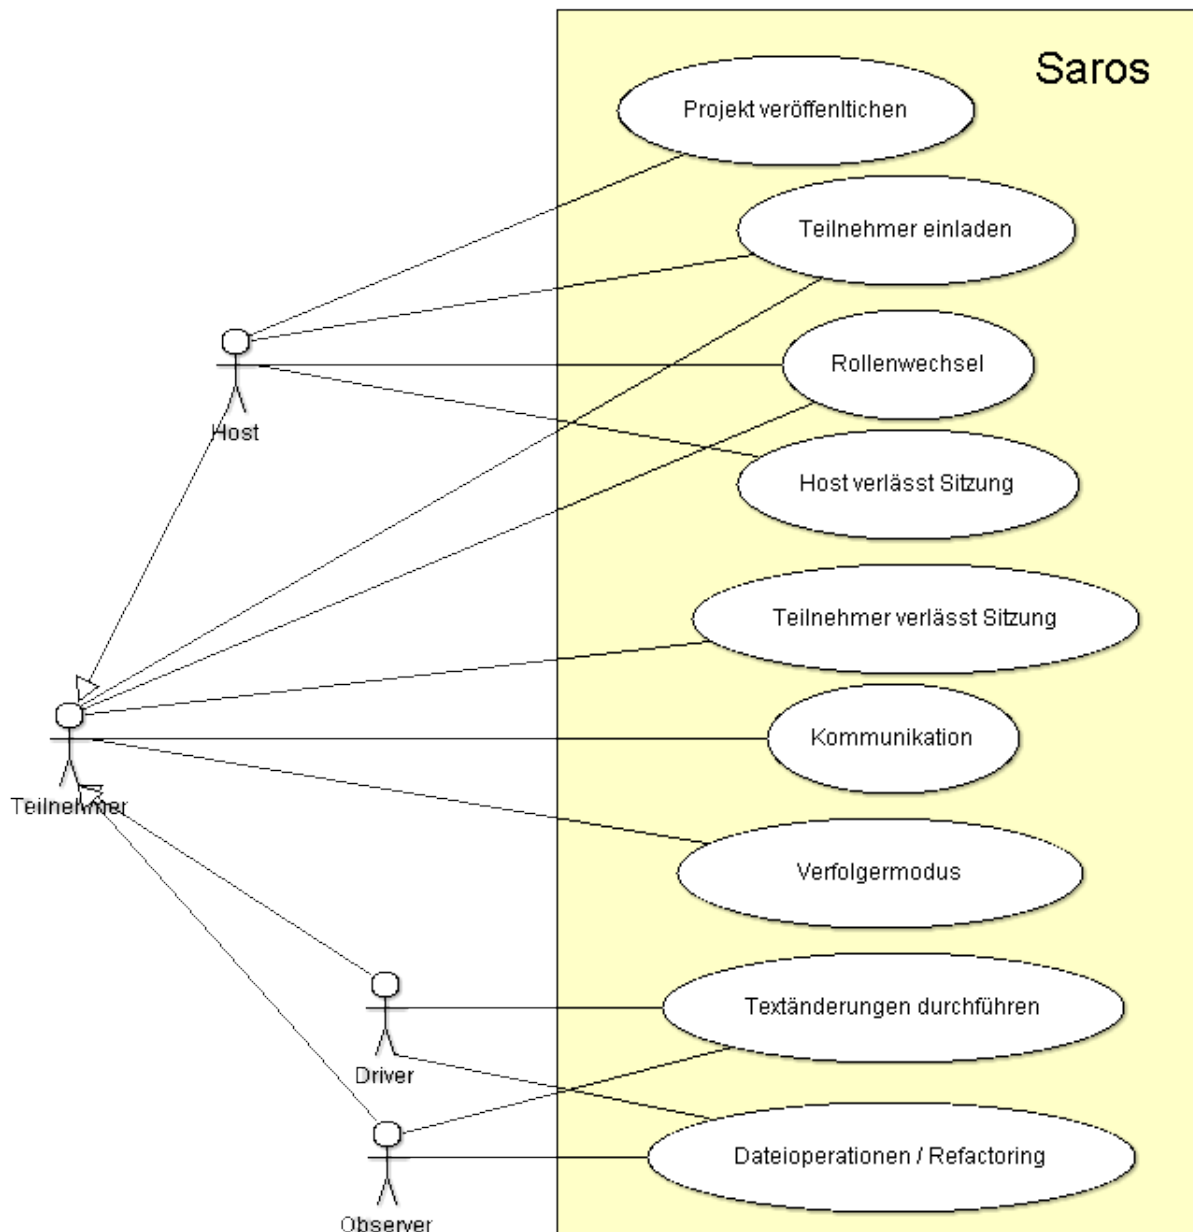 Saros
Projekt veröffenltichen
Teilnehmer einladen
Rollenwechsel
Host
Host verlässt Sitzung
Teilnehmer verlässt Sitzung
Kommunikation
Teilnehmer
Verfolgermodus
Textänderungen durchführen
Driver
Dateioperationen / Refactoring
Observer